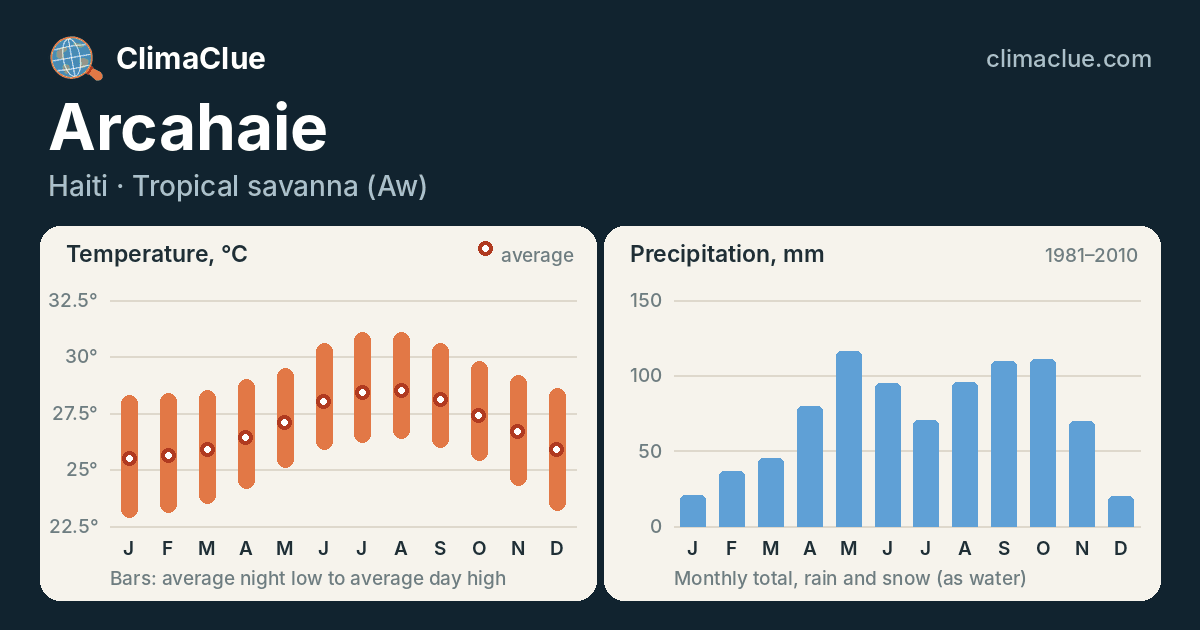 ClimaClue
climaclue.com
Arcahaie
Haiti · Tropical savanna (Aw)
Temperature, °C
average
32.5°
30°
27.5°
25°
22.5°
J F M A M J J A S O N D
Bars: average night low to average day high
Precipitation, mm
1981–2010
150
100
50
0
J F M A M J J A S O N D
Monthly total, rain and snow (as water)